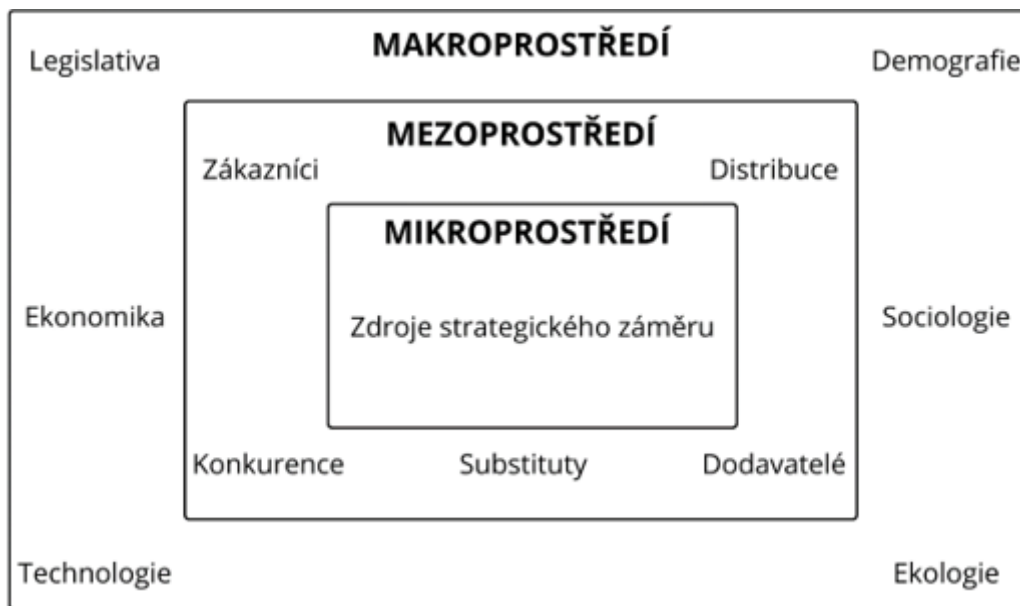 MAKROPROSTŘEDÍ
Legislativa
Demografie
MEZOPROSTŘEDÍ
Zákazníci
Distribuce
MIKROPROSTŘEDÍ
Ekonomika
Zdroje strategického záměru
Sociologie
Konkurence
Substituty
Dodavatelé
Technologie
Ekologie